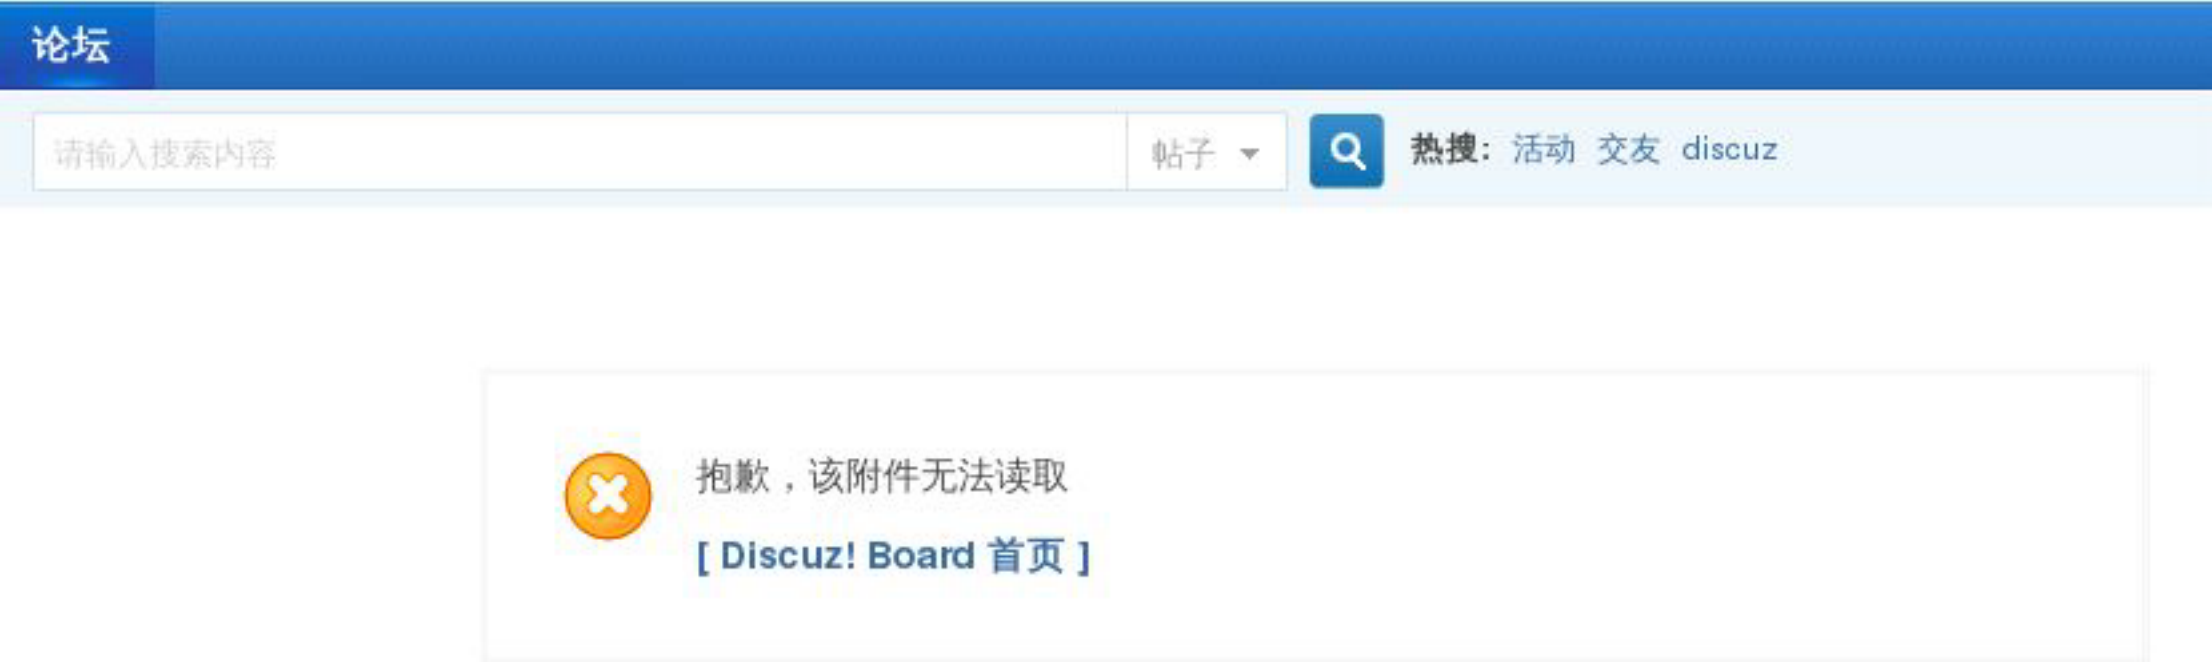 论坛
请输入搜索内容 帖子 热搜: 活动 交友 discuz
抱歉，该附件无法读取
[ Discuz! Board 首页 ]